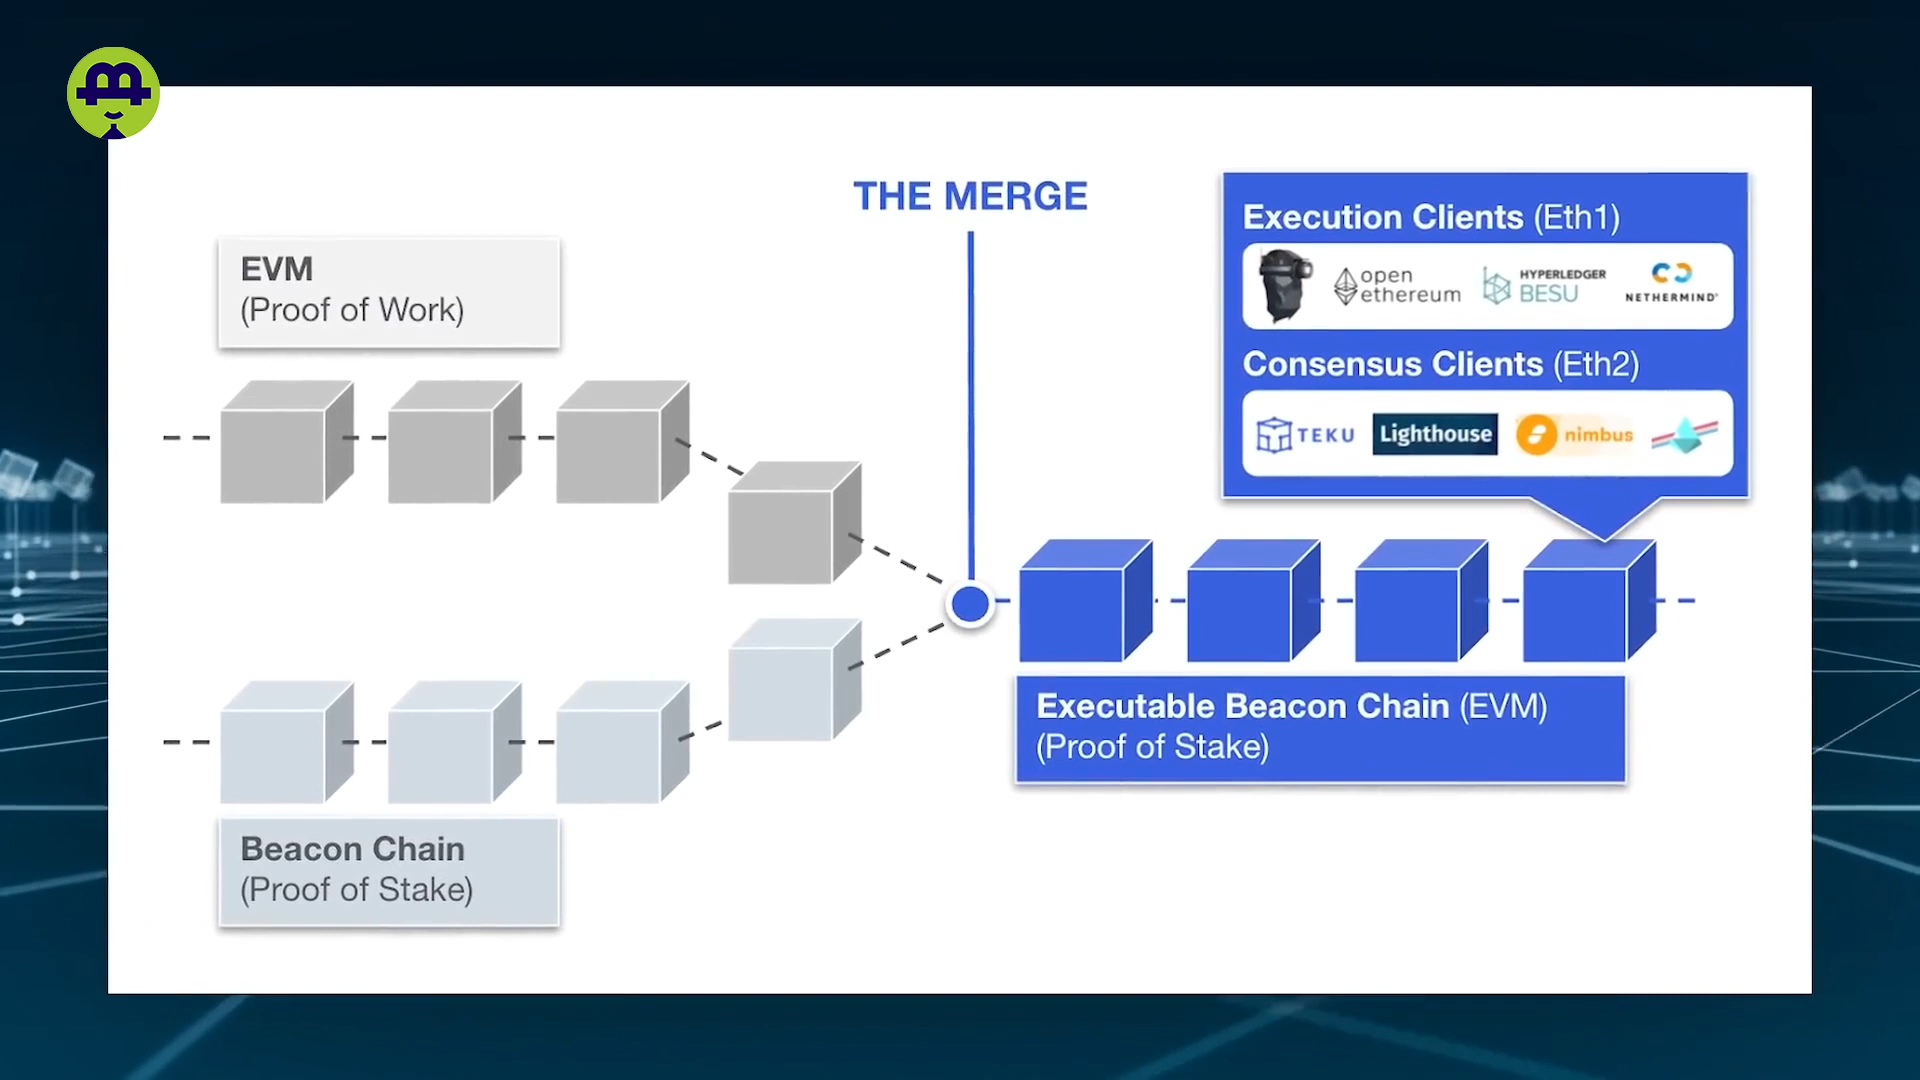 THE MERGE
EVM
(Proof of Work)
Execution Clients (Eth1)
open
ethereum
HYPERLEDGER
BESU
NETHERMIND
Consensus Clients (Eth2)
TEKU
Lighthouse
nimbus
Executable Beacon Chain (EVM)
(Proof of Stake)
Beacon Chain
(Proof of Stake)